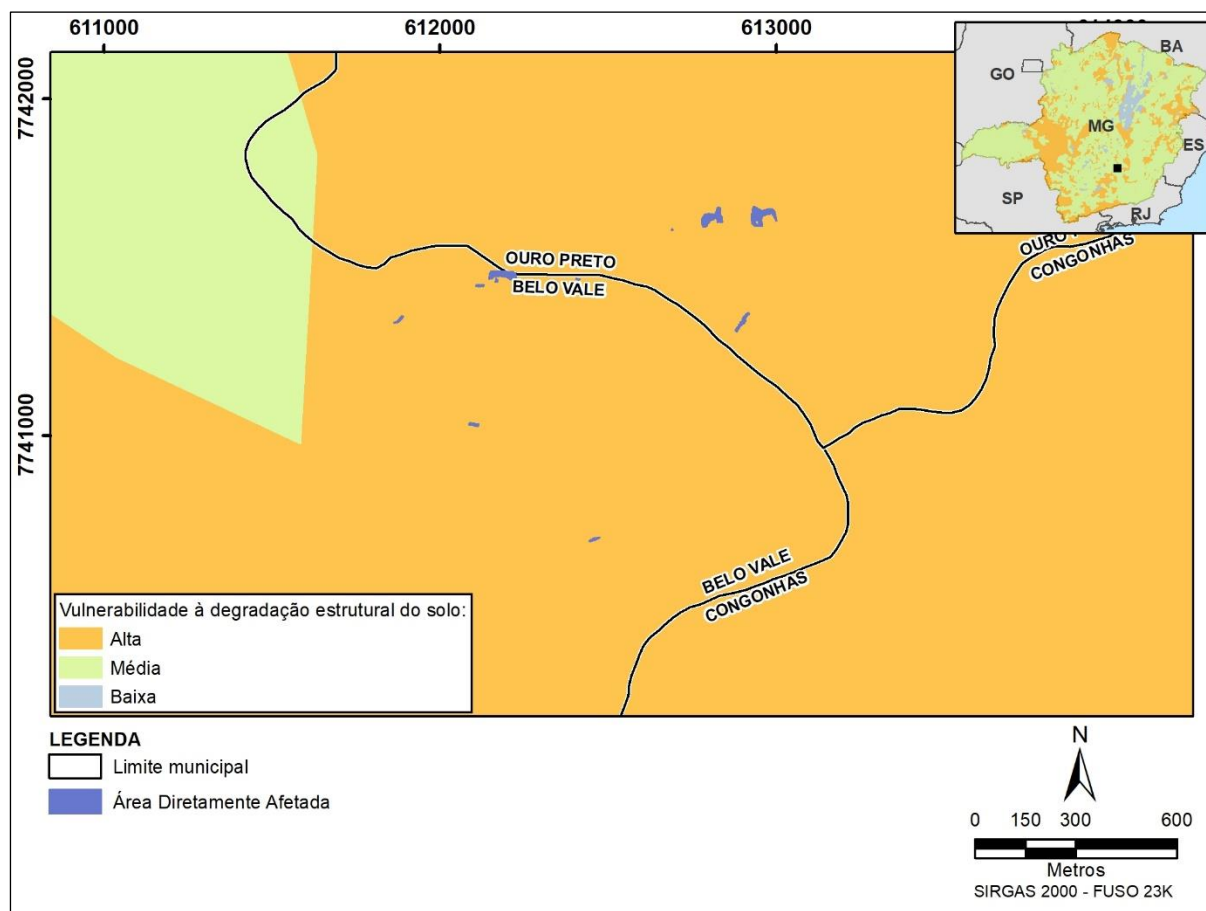 611000
612000
613000
7742000
7741000
BA
GO
MG
ES
SP
RJ
OURO PRETO
BELO VALE
CONGONHAS
BELO VALE
CONGONHAS
Vulnerabilidade à degradação estrutural do solo:
Alta
Média
Baixa
LEGENDA
Limite municipal
Área Diretamente Afetada
N
0 150 300 600
Metros
SIRGAS 2000 - FUSO 23K